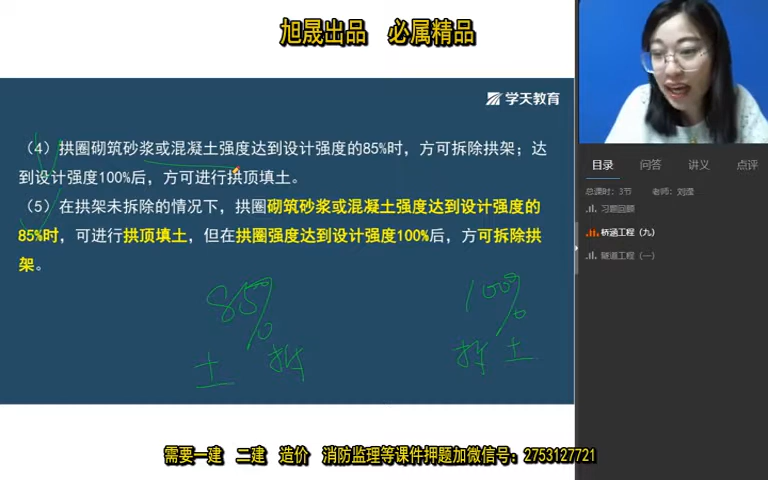 旭晟出品 必属精品
学天教育
（4）拱圈砌筑砂浆或混凝土强度达到设计强度的85%时，方可拆除拱架；达
到设计强度100%后，方可进行拱顶填土。
（5）在拱架未拆除的情况下，拱圈砌筑砂浆或混凝土强度达到设计强度的
85%时，可进行拱顶填土，但在拱圈强度达到设计强度100%后，方可拆除拱
架。
85% 100%
土 拆 拆 土
目录 问答 讲义 点评
总课时：3节 老师：刘滢
习题回顾
桥涵工程（九）
隧道工程（一）
需要一建 二建 造价 消防监理等课件押题加微信号：2753127721